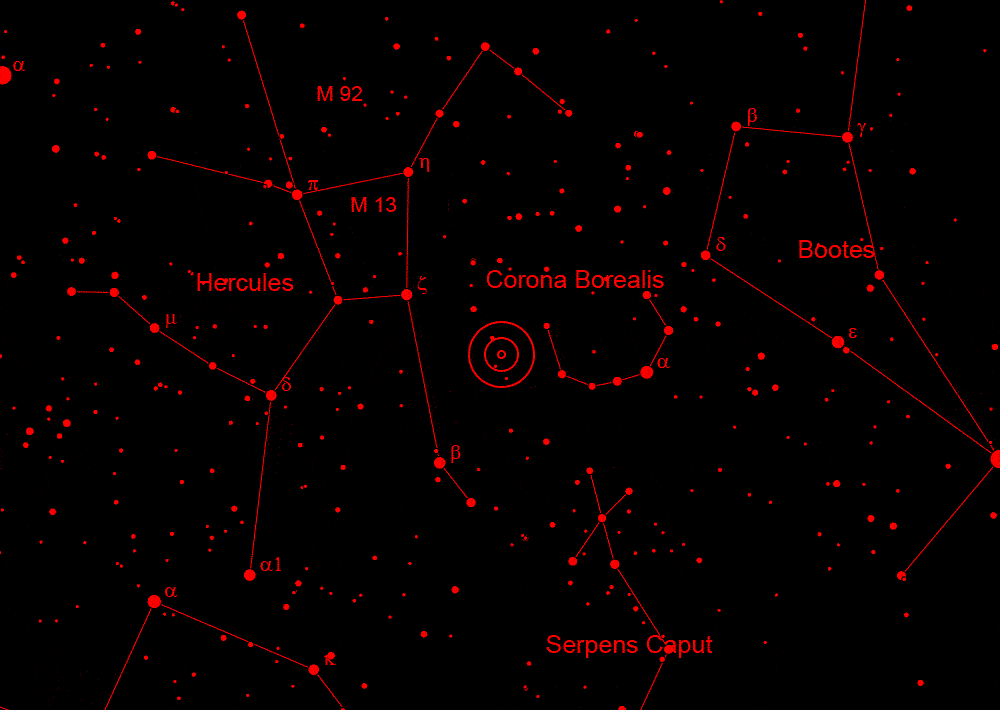 α
M 92
β
γ
η
π
M 13
δ
Bootes
Hercules
Corona Borealis
ζ
μ
ε
α
δ
β
α1
α
Serpens Caput
κ